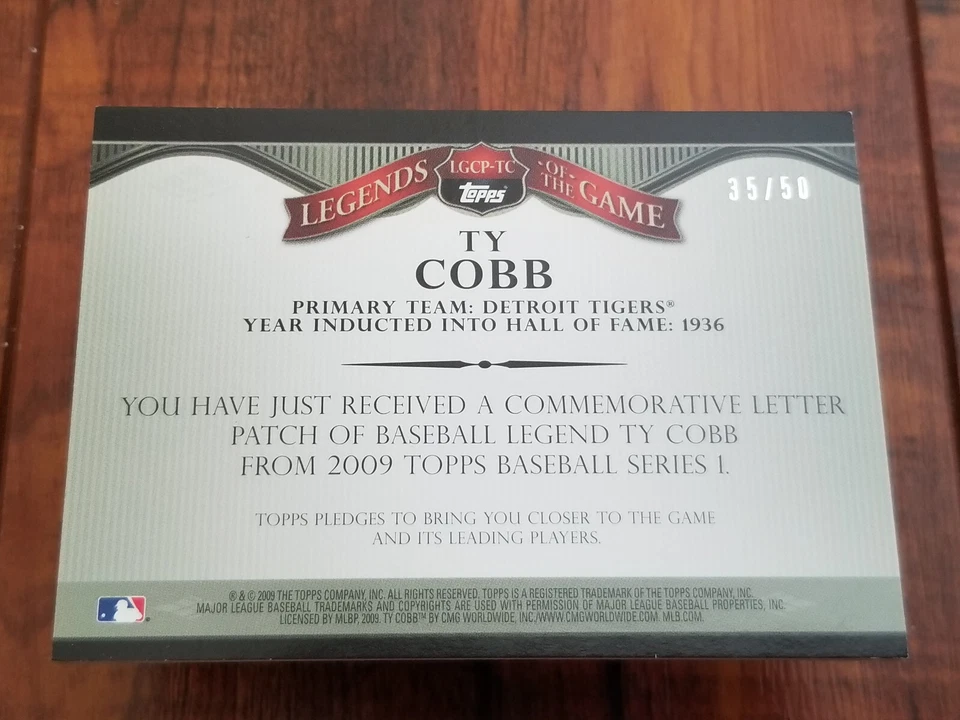 LEGENDS OF THE GAME
LGCP-TC
topps
35/50
TY
COBB
PRIMARY TEAM: DETROIT TIGERS®
YEAR INDUCTED INTO HALL OF FAME: 1936
YOU HAVE JUST RECEIVED A COMMEMORATIVE LETTER
PATCH OF BASEBALL LEGEND TY COBB
FROM 2009 TOPPS BASEBALL SERIES 1.
TOPPS PLEDGES TO BRING YOU CLOSER TO THE GAME
AND ITS LEADING PLAYERS.
® & © 2009 THE TOPPS COMPANY, INC. ALL RIGHTS RESERVED. TOPPS IS A REGISTERED TRADEMARK OF THE TOPPS COMPANY, INC.
MAJOR LEAGUE BASEBALL TRADEMARKS AND COPYRIGHTS ARE USED WITH PERMISSION OF MAJOR LEAGUE BASEBALL PROPERTIES, INC.
LICENSED BY MLBP, 2009. TY COBB™ BY CMG WORLDWIDE, INC./WWW.CMGWORLDWIDE.COM. MLB.COM.